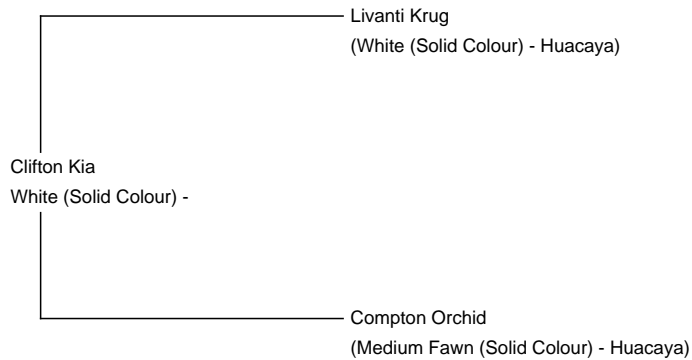 Livanti Krug
(White (Solid Colour) - Huacaya)
Clifton Kia
White (Solid Colour) -
Compton Orchid
(Medium Fawn (Solid Colour) - Huacaya)